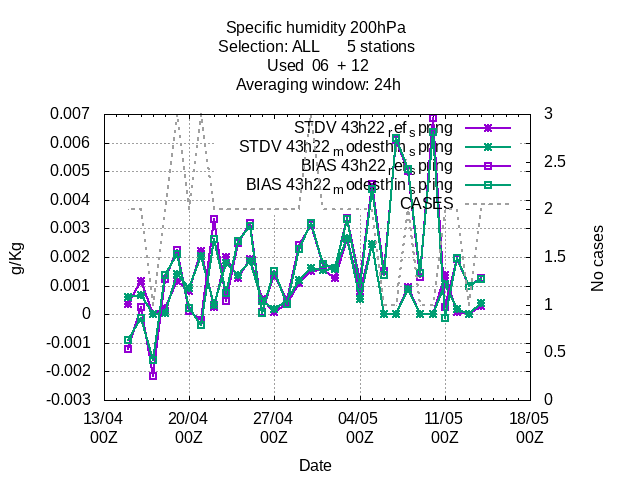 Specific humidity 200hPa
Selection: ALL 5 stations
Used 06 + 12
Averaging window: 24h
0.007
0.006
0.005
0.004
0.003
0.002
0.001
0
-0.001
-0.002
-0.003
g/Kg
STDV 43h22_ref_spring
STDV 43h22_modesthin_spring
BIAS 43h22_ref_spring
BIAS 43h22_modesthin_spring
CASES
3
2.5
2
1.5
1
0.5
0
No cases
13/04 20/04 27/04 04/05 11/05 18/05
00Z 00Z 00Z 00Z 00Z 00Z
Date